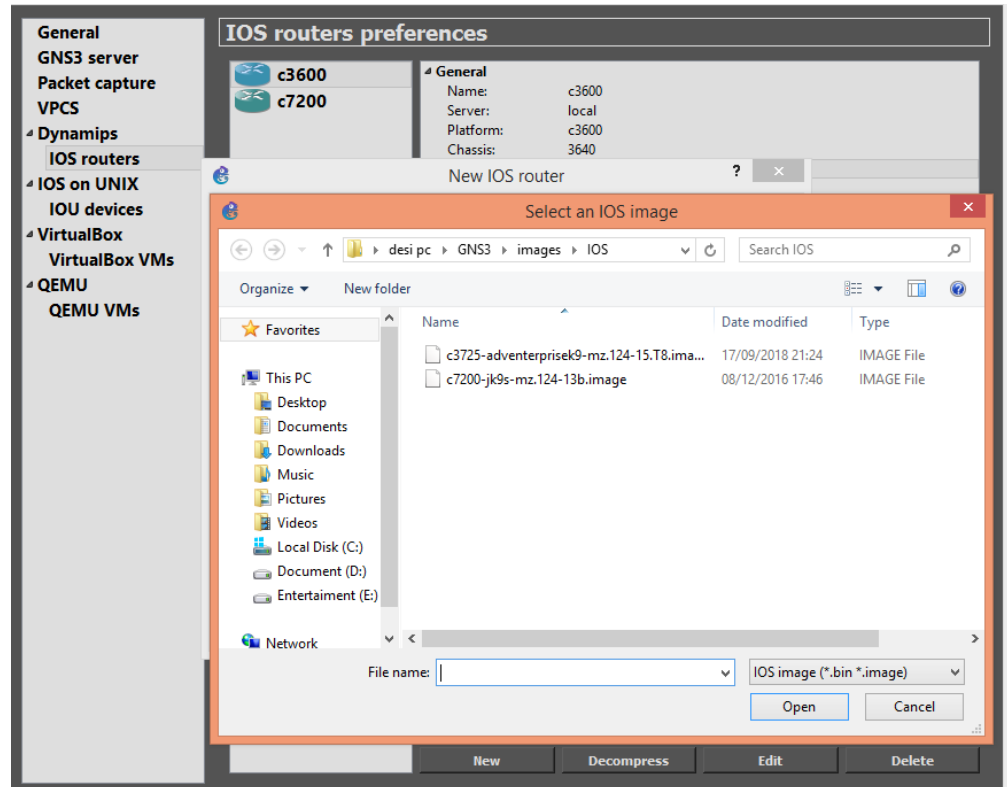 General
GNS3 server
Packet capture
VPCS
Dynamips
IOS routers
IOS on UNIX
IOU devices
VirtualBox
VirtualBox VMs
QEMU
QEMU VMs
IOS routers preferences
c3600
c7200
General
Name: c3600
Server: local
Platform: c3600
Chassis: 3640
New IOS router
?
Select an IOS image
desi pc GNS3 images IOS
Search IOS
Organize New folder
Favorites
This PC
Desktop
Documents
Downloads
Music
Pictures
Videos
Local Disk (C:)
Document (D:)
Entertaiment (E:)
Network
Name Date modified Type
c3725-adventerprisek9-mz.124-15.T8.ima... 17/09/2018 21:24 IMAGE File
c7200-jk9s-mz.124-13b.image 08/12/2016 17:46 IMAGE File
File name: IOS image (*.bin *.image)
Open Cancel
New Decompress Edit Delete